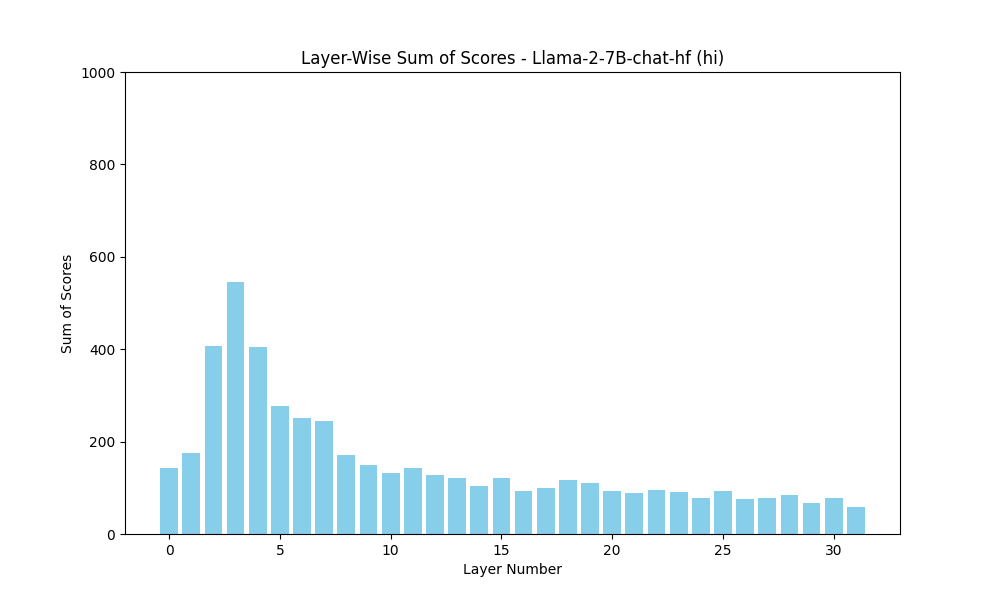 Layer-Wise Sum of Scores - Llama-2-7B-chat-hf (hi)
1000
800
600
400
200
0
Sum of Scores
0 5 10 15 20 25 30
Layer Number